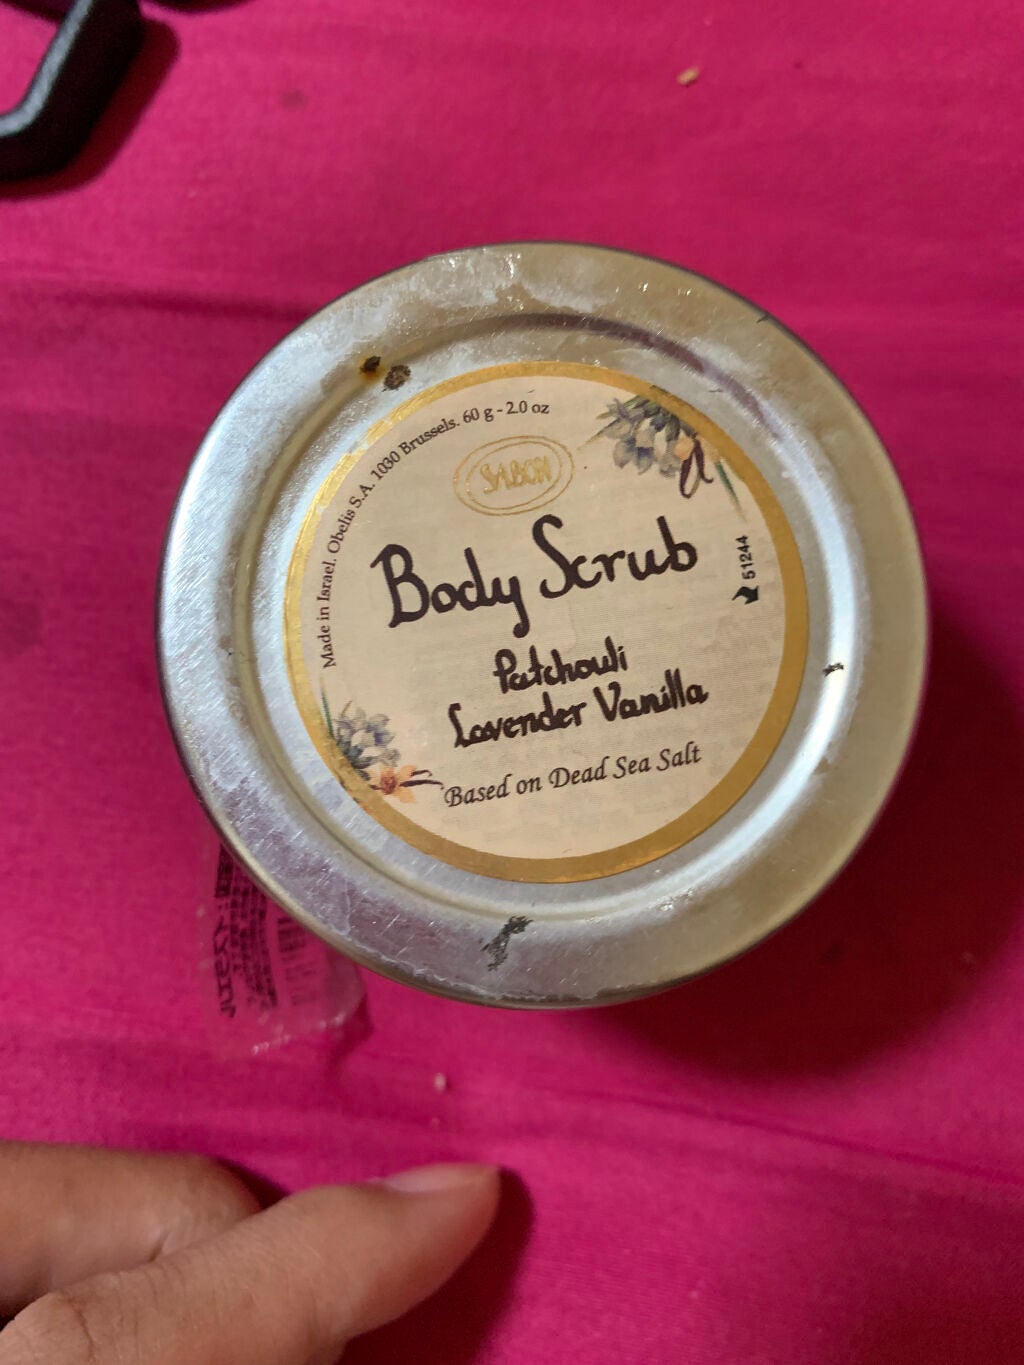 Made in Israel. Obelis S.A. 1030 Brussels. 60 g - 2.0 oz
SABON
Body Scrub
Patchouli
Lavender Vanilla
Based on Dead Sea Salt
51244